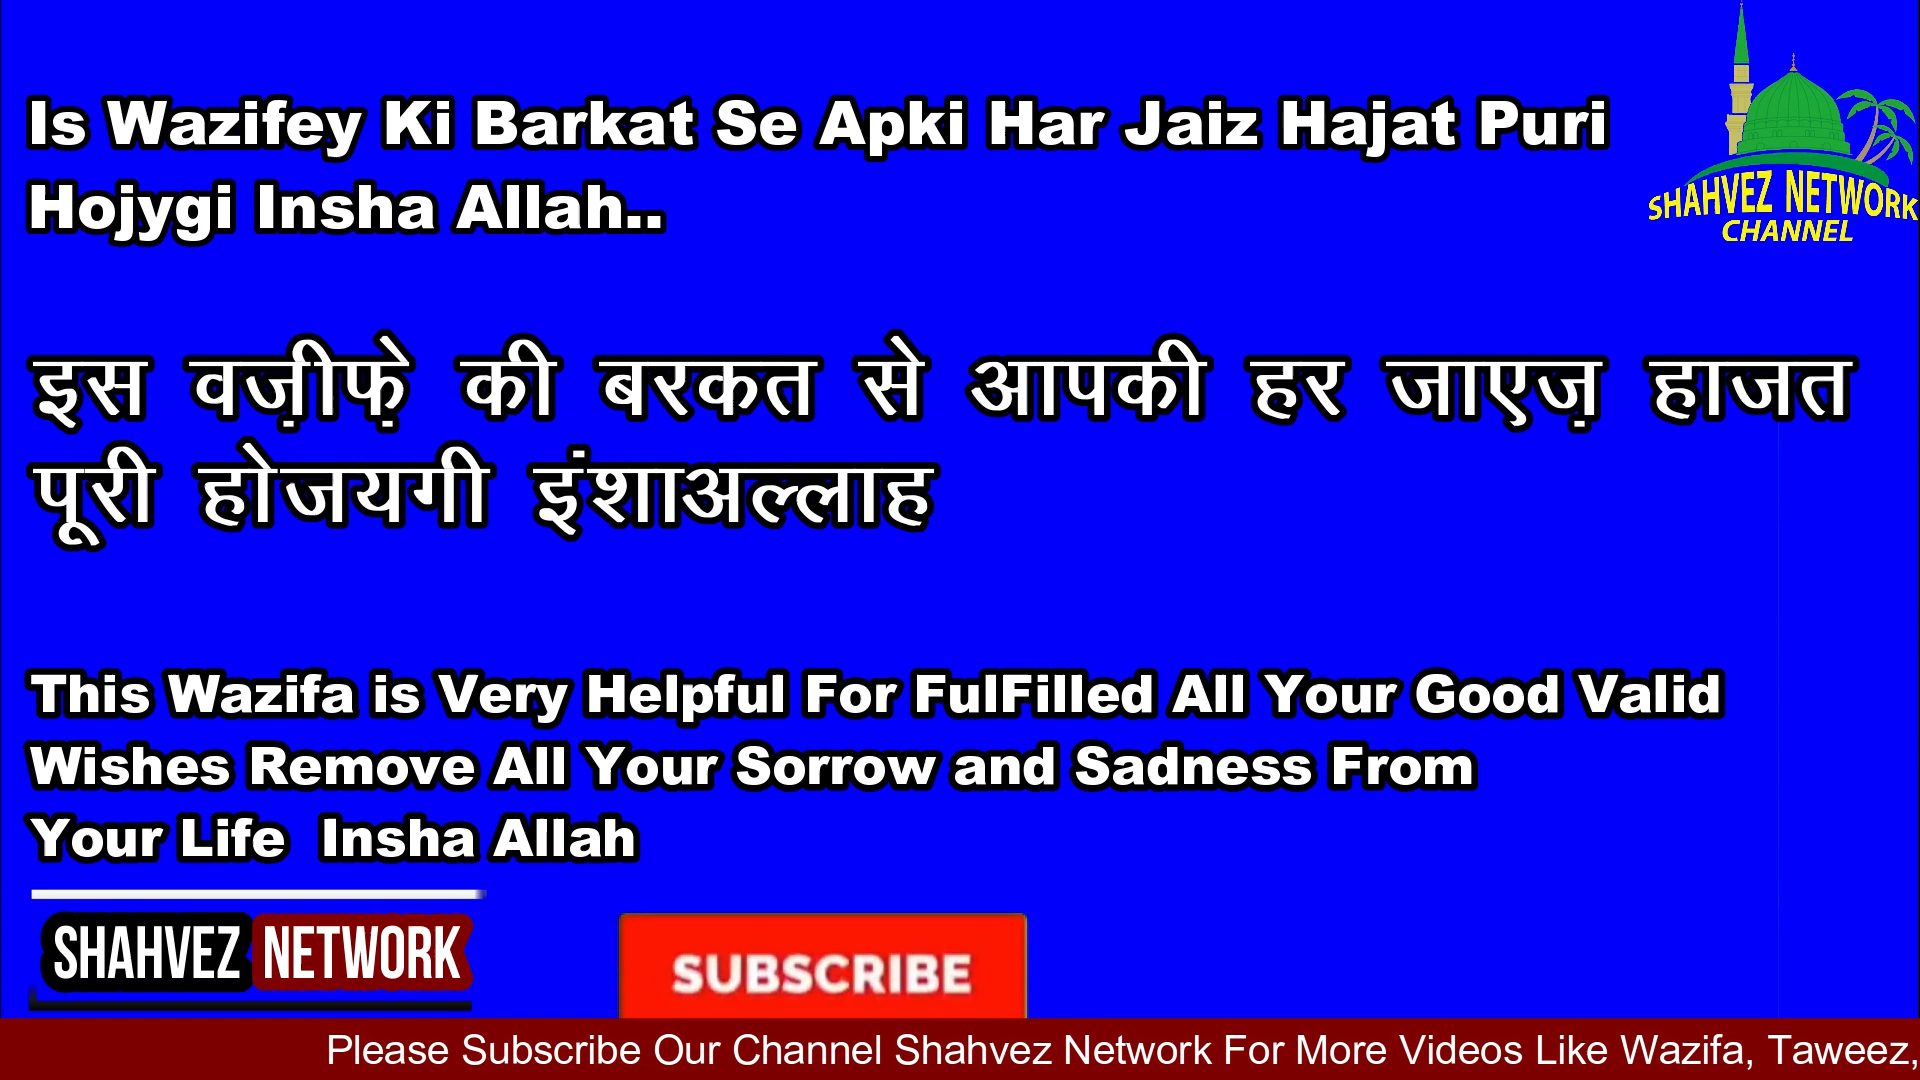 Is Wazifey Ki Barkat Se Apki Har Jaiz Hajat Puri
Hojygi Insha Allah..
SHAHVEZ NETWORK
CHANNEL
इस वज़ीफ़े की बरकत से आपकी हर जाएज़ हाजत
पूरी होजयगी इंशाअल्लाह
This Wazifa is Very Helpful For FulFilled All Your Good Valid
Wishes Remove All Your Sorrow and Sadness From
Your Life Insha Allah
SHAHVEZ NETWORK
SUBSCRIBE
Please Subscribe Our Channel Shahvez Network For More Videos Like Wazifa, Taweez,